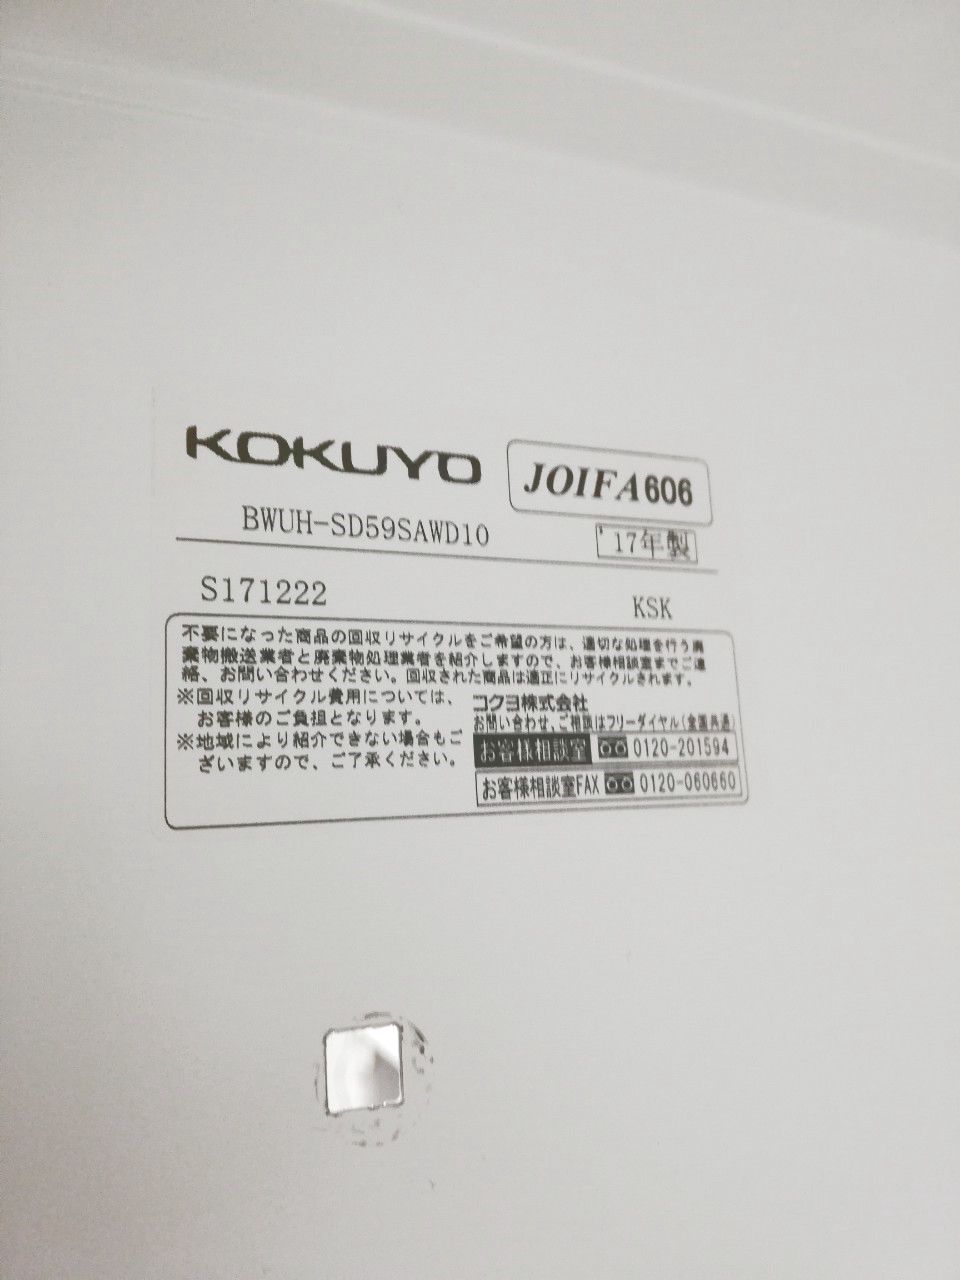 KOKUYO
JOIFA606
BWUH-SD59SAWD10
'17年製
S171222
KSK
不要になった商品の回収リサイクルをご希望の方は、適切な処理を行う廃
棄物搬送業者と廃棄物処理業者を紹介しますので、お客様相談室までご連
絡、お問い合わせください。回収された商品は適正にリサイクルされます。
※回収リサイクル費用については、
お客様のご負担となります。
※地域により紹介できない場合もご
ざいますので、ご了承ください。
コクヨ株式会社
お問い合わせ、ご相談はフリーダイヤル(全国共通)
お客様相談室 0120-201594
お客様相談室FAX 0120-060660